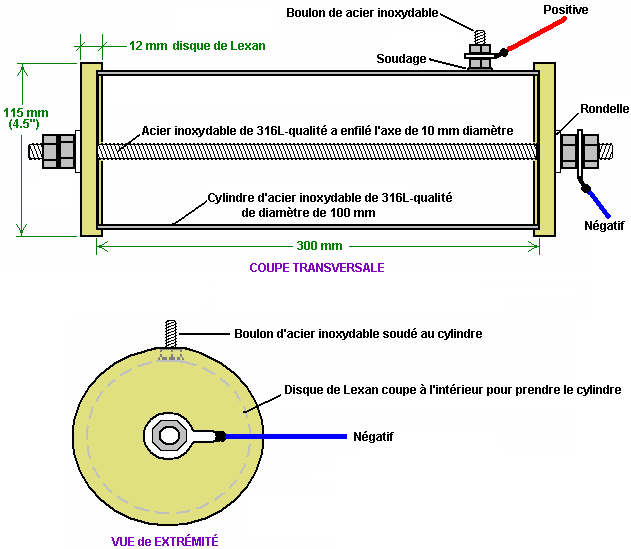 Boulon de acier inoxydable
Positive
12 mm disque de Lexan
Soudage
115 mm
(4.5")
Rondelle
Acier inoxydable de 316L-qualité a enfilé l'axe de 10 mm diamètre
Cylindre d'acier inoxydable de 316L-qualité
de diamètre de 100 mm
Négatif
300 mm
COUPE TRANSVERSALE
Boulon d'acier inoxydable soudé au cylindre
Disque de Lexan coupe à l'intérieur pour prendre le cylindre
Négatif
VUE de EXTRÉMITÉ